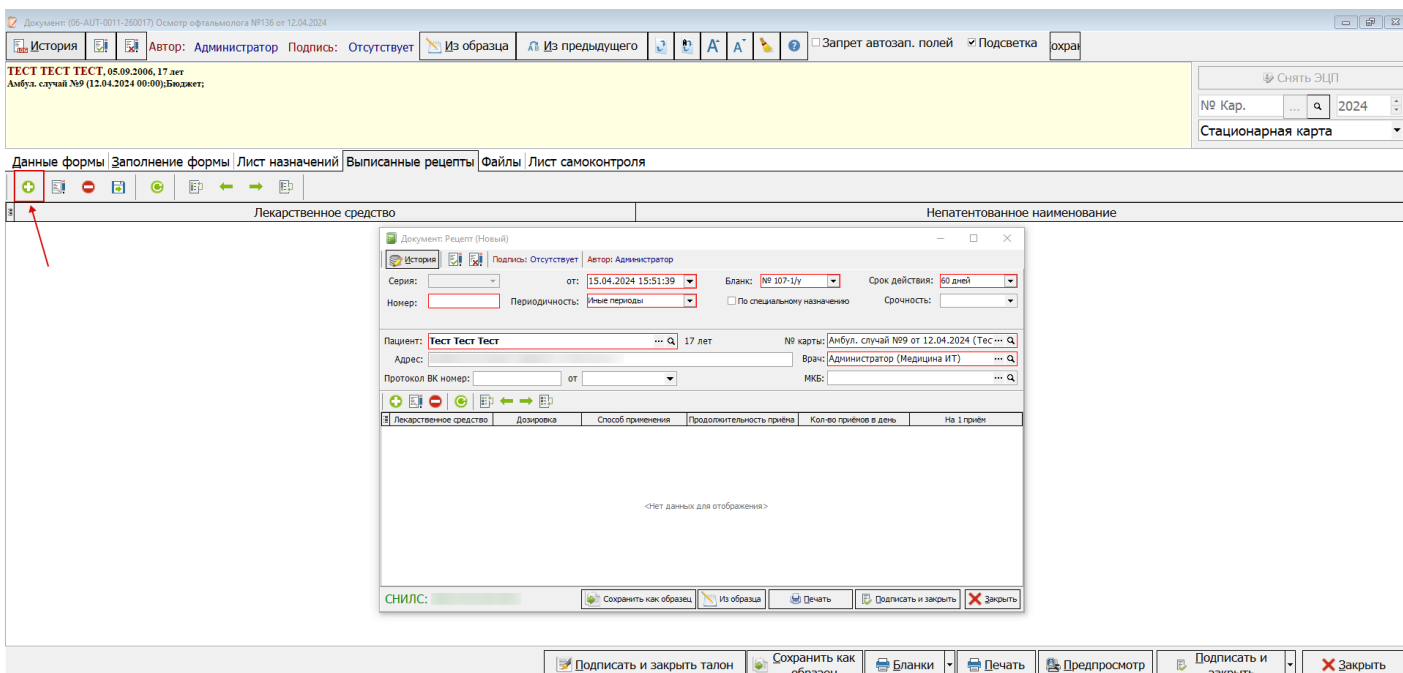 Документ: (06-AUT-0011-260017) Осмотр офтальмолога №136 от 12.04.2024
История Автор: Администратор Подпись: Отсутствует Из образца Из предыдущего Запрет автозап. полей Подсветка охран
ТЕСТ ТЕСТ ТЕСТ, 05.09.2006, 17 лет
Амбул. случай №9 (12.04.2024 00:00);Бюджет;
Снять ЭЦП
№ Кар. ... 2024
Стационарная карта
Данные формы Заполнение формы Лист назначений Выписанные рецепты Файлы Лист самоконтроля
Лекарственное средство Непатентованное наименование
Документ: Рецепт (Новый)
История Подпись: Отсутствует Автор: Администратор
Серия: от: 15.04.2024 15:51:39 Бланк: № 107-1/у Срок действия: 60 дней
Номер: Периодичность: Иные периоды По специальному назначению Срочность:
Пациент: Тест Тест Тест ... 17 лет № карты: Амбул. случай №9 от 12.04.2024 (Тес ...
Адрес: Врач: Администратор (Медицина ИТ) ...
Протокол ВК номер: от МКБ: ...
Лекарственное средство Дозировка Способ применения Продолжительность приёма Кол-во приёмов в день На 1 приём
<Нет данных для отображения>
СНИЛС: Сохранить как образец Из образца Печать Подписать и закрыть Закрыть
Подписать и закрыть талон Сохранить как образец Бланки Печать Предпросмотр Подписать и закрыть Закрыть